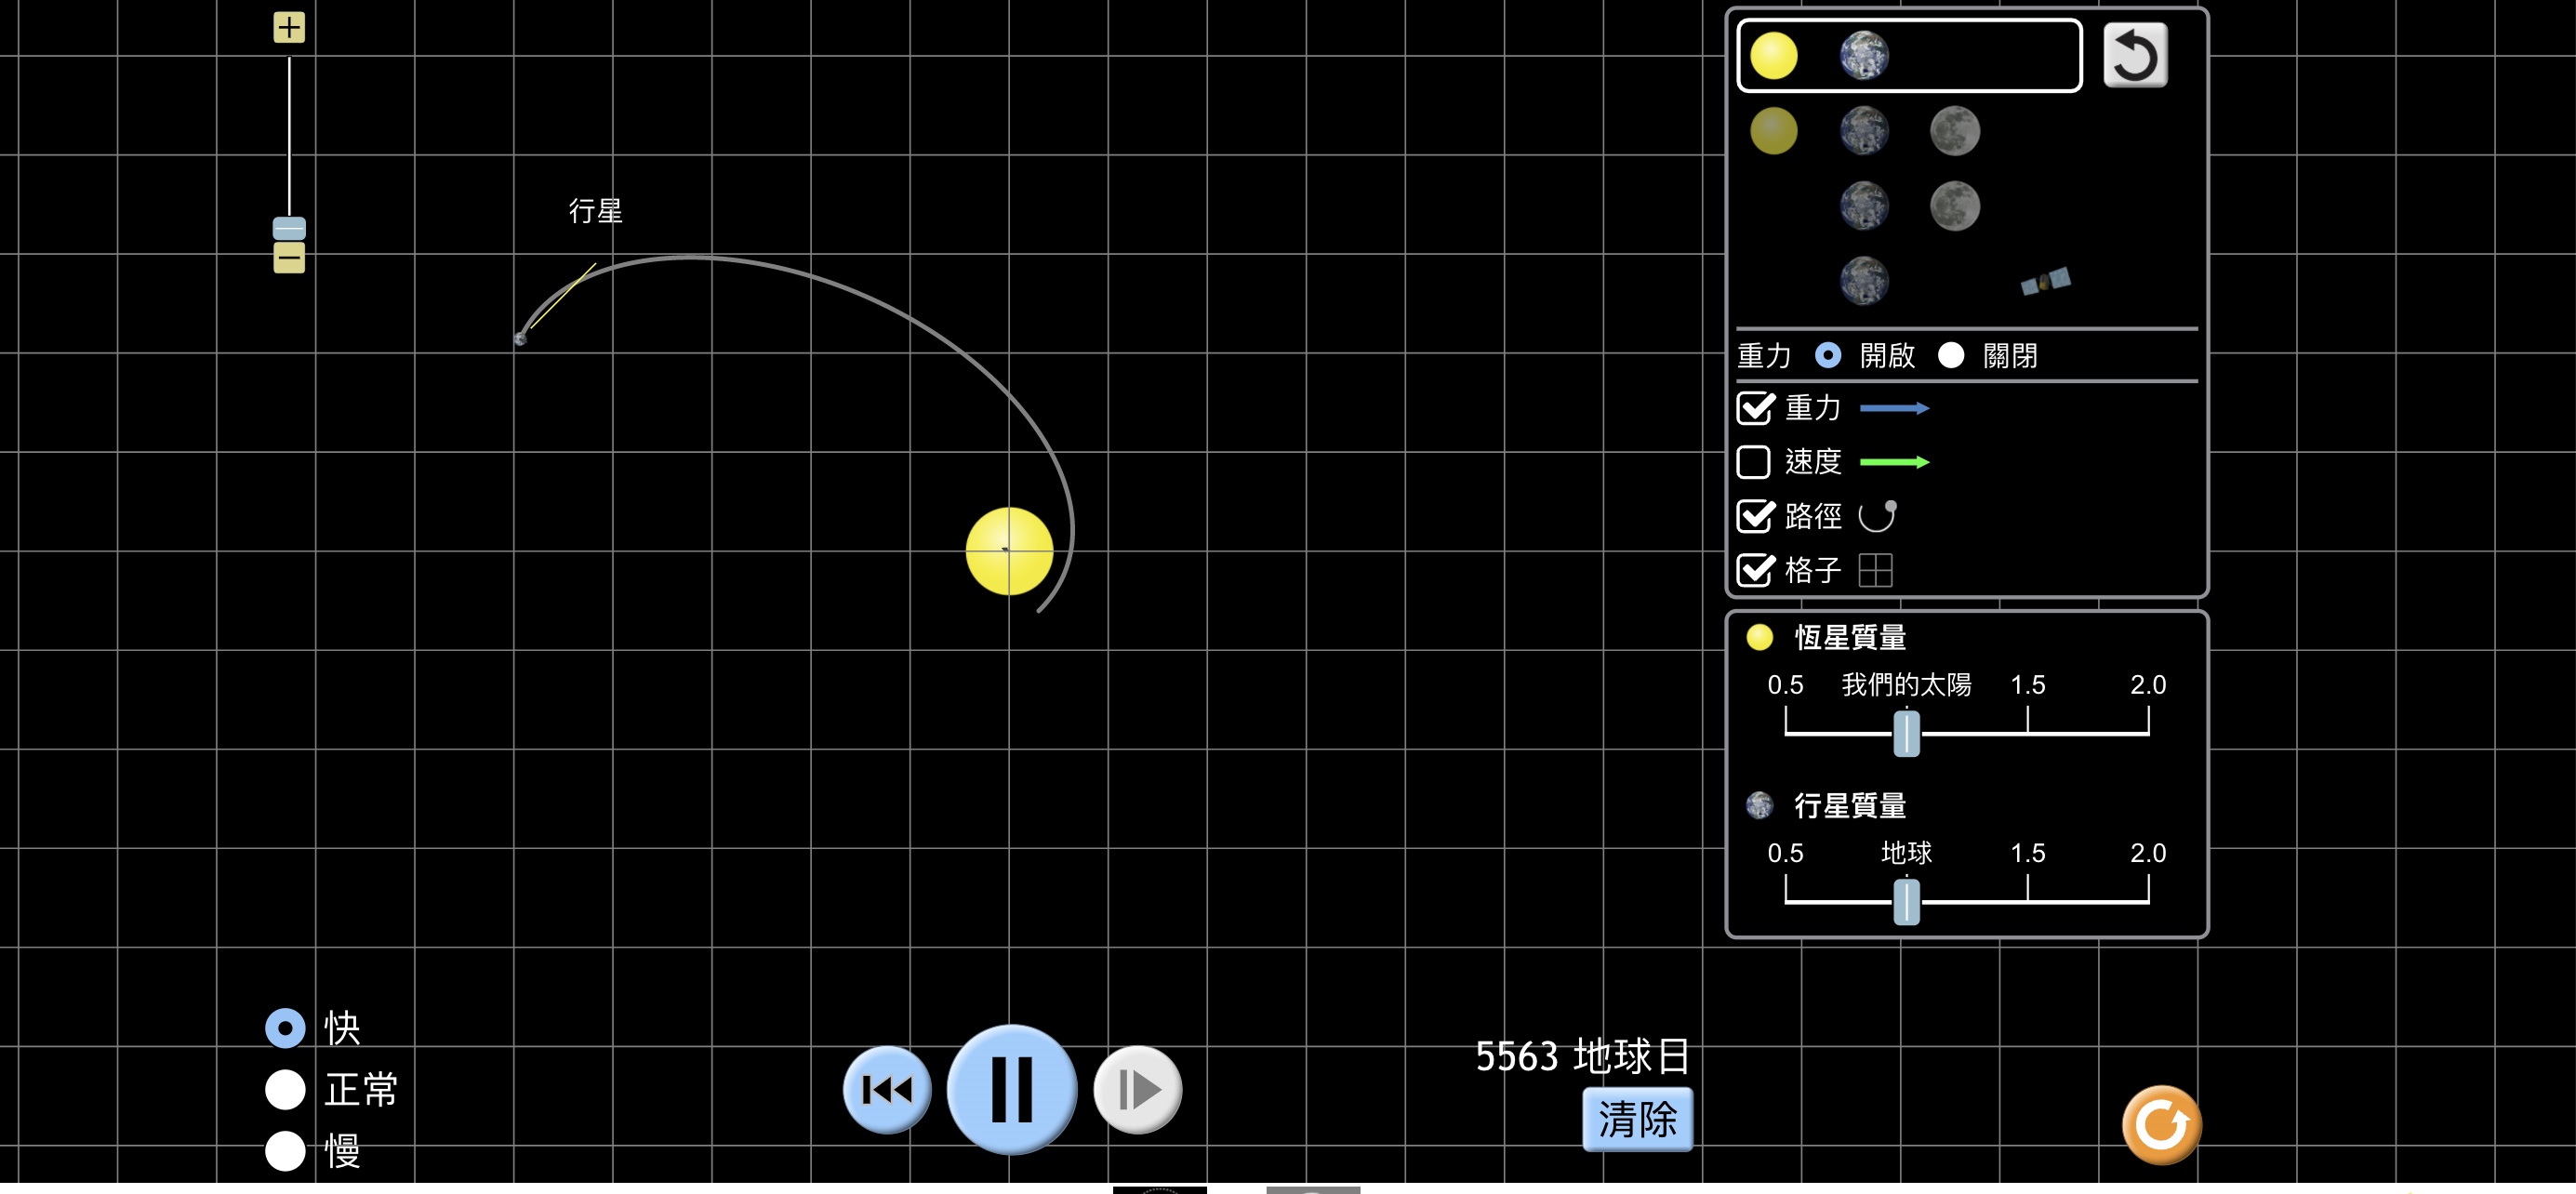 行星
重力 開啟 關閉
重力
速度
路徑
格子
恆星質量
0.5 我們的太陽 1.5 2.0
行星質量
0.5 地球 1.5 2.0
快
正常
慢
5563 地球日
清除